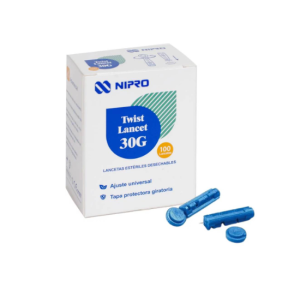 NIPRO
Twist
Lancet
30G
100
LANCETAS ESTÉRILES DESECHABLES
Ajuste universal
Tapa protectora giratoria